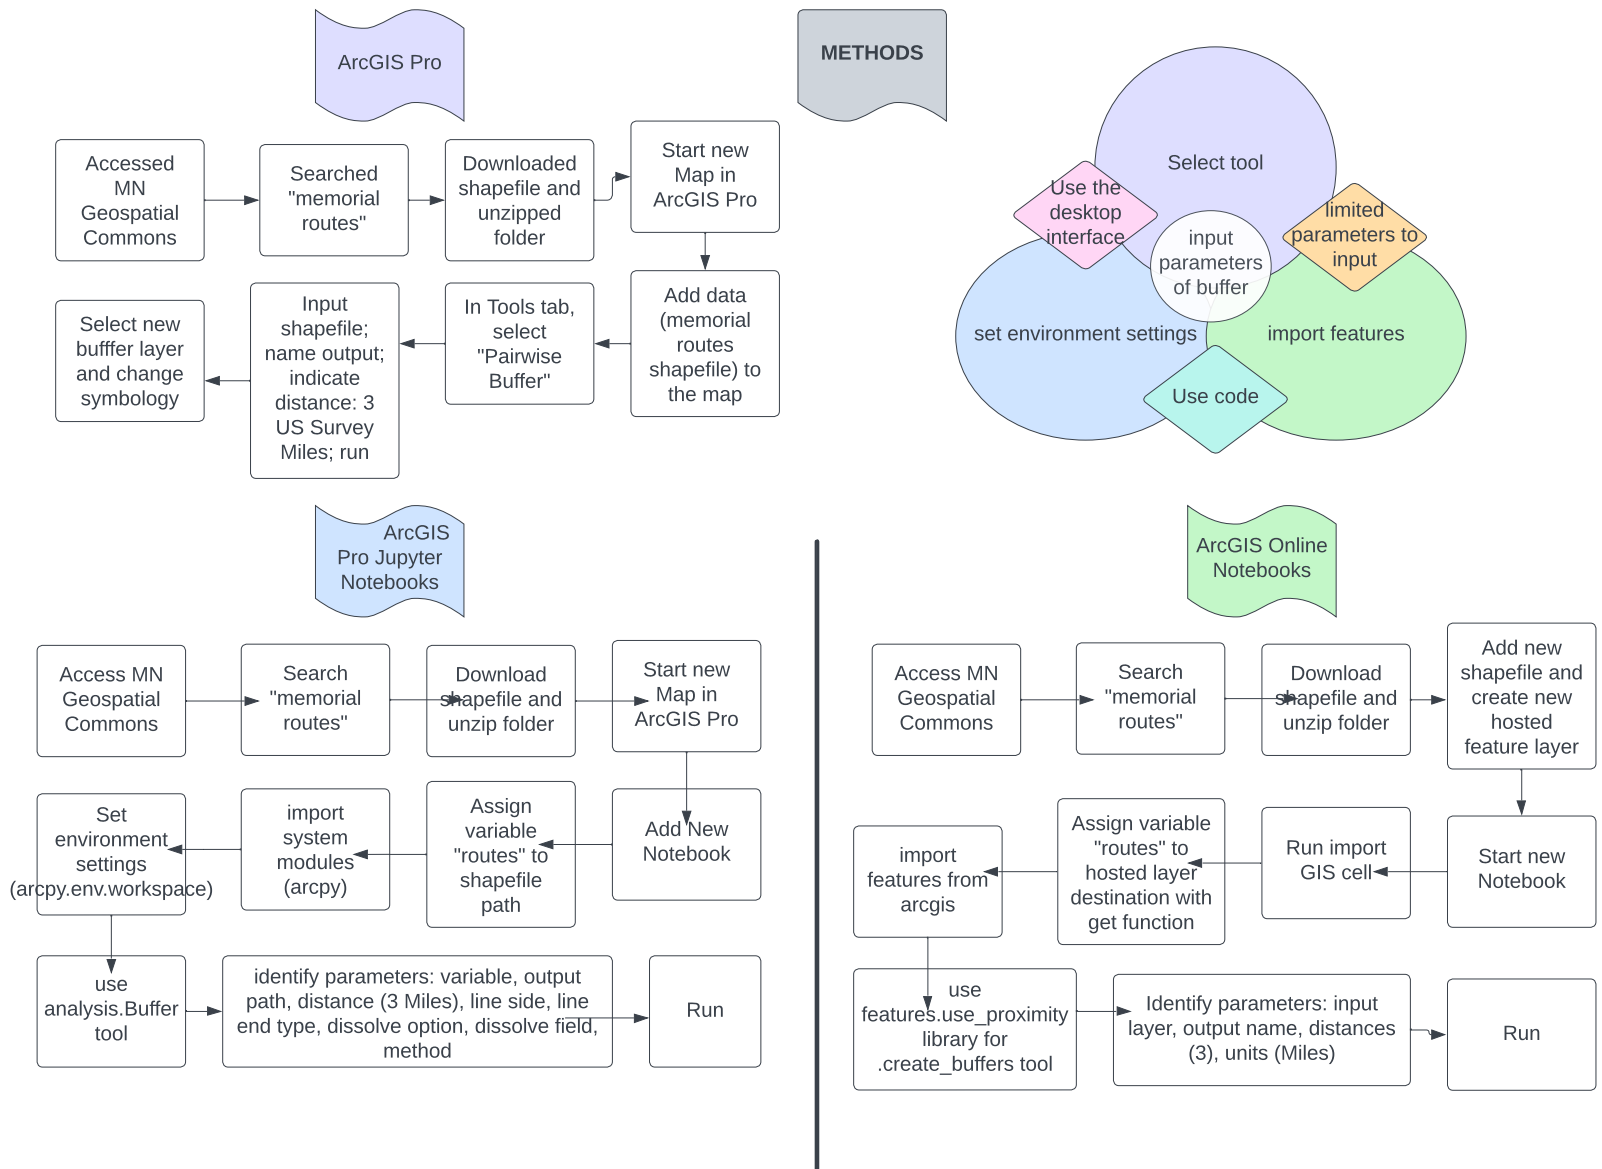 ArcGIS Pro
METHODS
Accessed
MN
Geospatial
Commons
Searched
"memorial
routes"
Downloaded
shapefile and
unzipped
folder
Start new
Map in
ArcGIS Pro
Add data
(memorial
routes
shapefile) to
the map
In Tools tab,
select
"Pairwise
Buffer"
Input
shapefile;
name output;
indicate
distance: 3
US Survey
Miles; run
Select new
bufffer layer
and change
symbology
Select tool
Use the
desktop
interface
limited
parameters to
input
input
parameters
of buffer
set environment settings
import features
Use code
ArcGIS
Pro Jupyter
Notebooks
Access MN
Geospatial
Commons
Search
"memorial
routes"
Download
shapefile and
unzip folder
Start new
Map in
ArcGIS Pro
Add New
Notebook
Assign
variable
"routes" to
shapefile
path
import
system
modules
(arcpy)
Set
environment
settings
(arcpy.env.workspace)
use
analysis.Buffer
tool
identify parameters: variable, output
path, distance (3 Miles), line side, line
end type, dissolve option, dissolve field,
method
Run
ArcGIS Online
Notebooks
Access MN
Geospatial
Commons
Search
"memorial
routes"
Download
shapefile and
unzip folder
Add new
shapefile and
create new
hosted
feature layer
Start new
Notebook
Run import
GIS cell
Assign variable
"routes" to
hosted layer
destination with
get function
import
features from
arcgis
use
features.use_proximity
library for
.create_buffers tool
Identify parameters: input
layer, output name, distances
(3), units (Miles)
Run